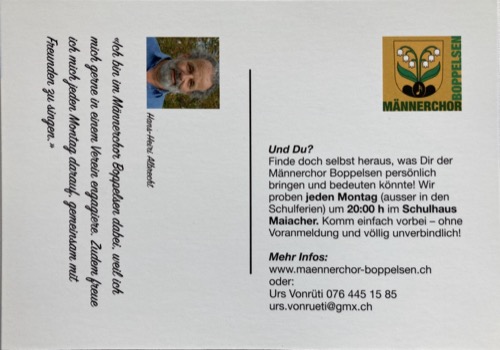 Hans-Heiri Albrecht
«Ich bin im Männerchor Boppelsen dabei, weil ich
mich gerne in einem Verein engagiere. Zudem freue
ich mich jeden Montag darauf, gemeinsam mit
Freunden zu singen.»
MÄNNERCHOR
BOPPELSEN
Und Du?
Finde doch selbst heraus, was Dir der
Männerchor Boppelsen persönlich
bringen und bedeuten könnte! Wir
proben jeden Montag (ausser in den
Schulferien) um 20:00 h im Schulhaus
Maiacher. Komm einfach vorbei – ohne
Voranmeldung und völlig unverbindlich!
Mehr Infos:
www.maennerchor-boppelsen.ch
oder:
Urs Vonrüti 076 445 15 85
urs.vonrueti@gmx.ch